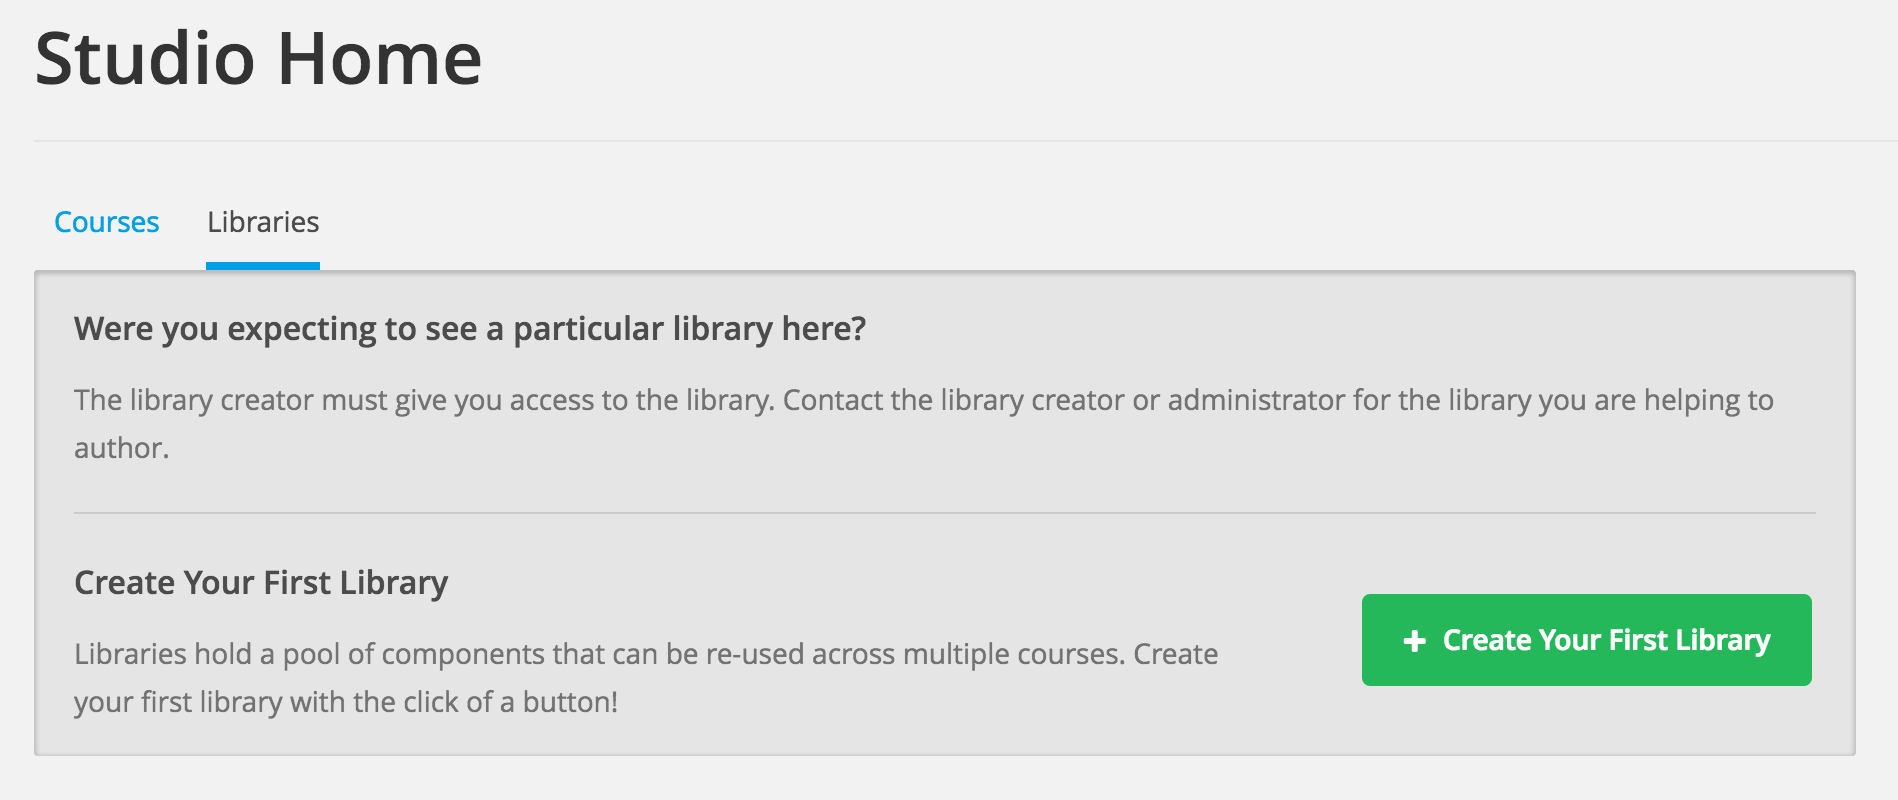 Studio Home
Courses Libraries
Were you expecting to see a particular library here?
The library creator must give you access to the library. Contact the library creator or administrator for the library you are helping to
author.
Create Your First Library
Libraries hold a pool of components that can be re-used across multiple courses. Create
your first library with the click of a button!
+ Create Your First Library